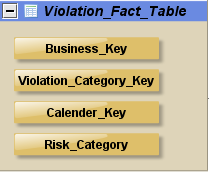 Violation_Fact_Table
Business_Key
Violation_Category_Key
Calender_Key
Risk_Category